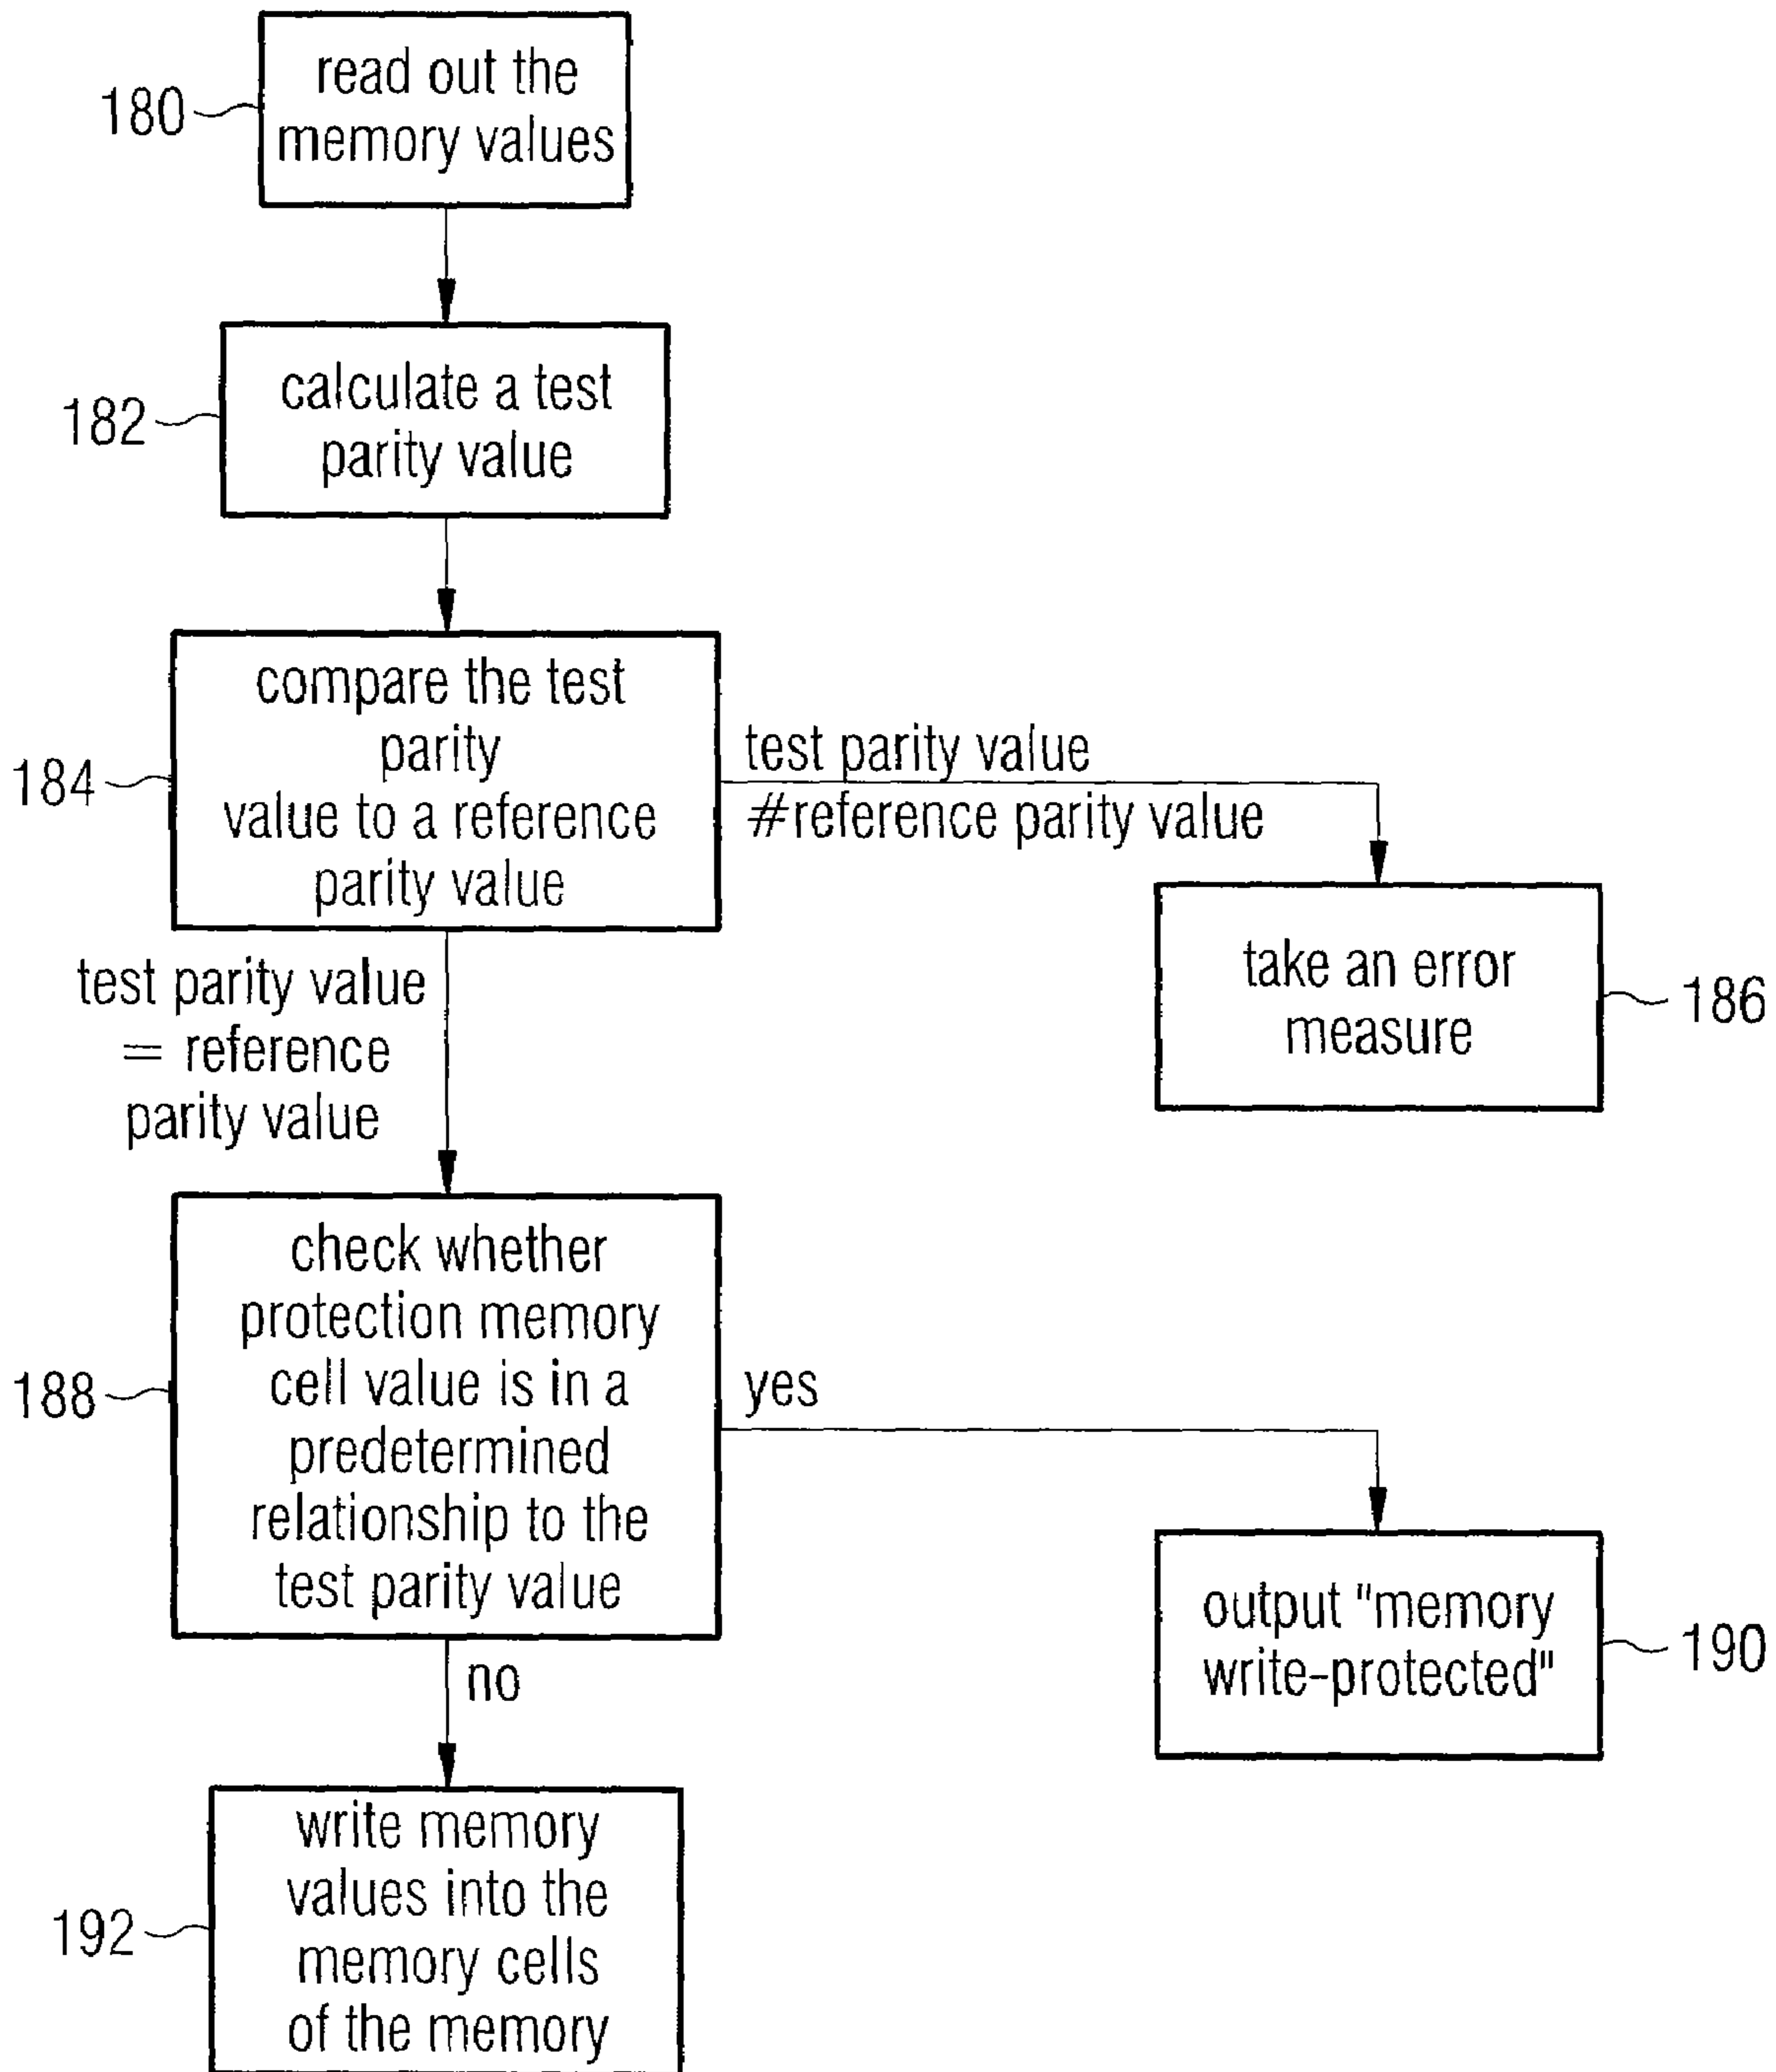 read out the
180
memory values
calculate a test
182
parity value
compare the test
parity
184
value to a reference
parity value
test parity value
#reference parity value
take an error
measure
186
test parity value
= reference
parity value
check whether
protection memory
188
cell value is in a
predetermined
relationship to the
test parity value
yes
output "memory
write-protected"
190
no
write memory
values into the
192
memory cells
of the memory